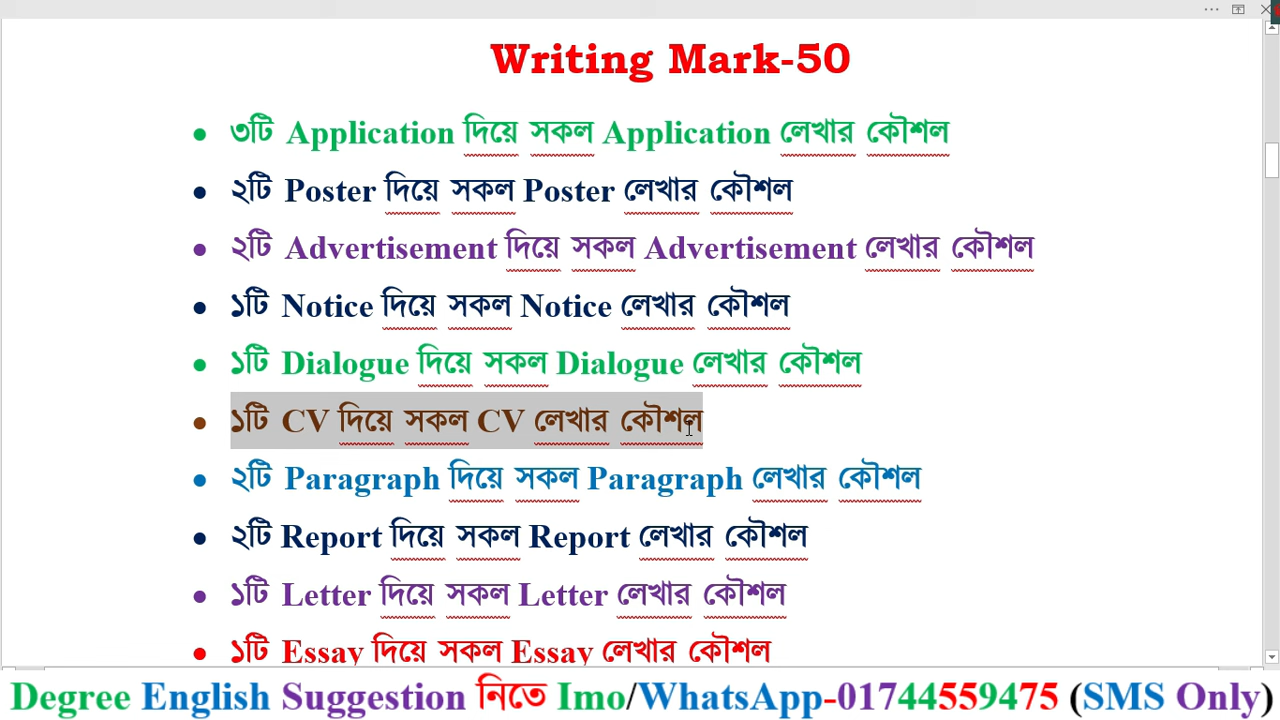 Writing Mark-50
• ৩টি Application দিয়ে সকল Application লেখার কৌশল
• ২টি Poster দিয়ে সকল Poster লেখার কৌশল
• ২টি Advertisement দিয়ে সকল Advertisement লেখার কৌশল
• ১টি Notice দিয়ে সকল Notice লেখার কৌশল
• ১টি Dialogue দিয়ে সকল Dialogue লেখার কৌশল
• ১টি CV দিয়ে সকল CV লেখার কৌশল
• ২টি Paragraph দিয়ে সকল Paragraph লেখার কৌশল
• ২টি Report দিয়ে সকল Report লেখার কৌশল
• ১টি Letter দিয়ে সকল Letter লেখার কৌশল
• ১টি Essay দিয়ে সকল Essay লেখার কৌশল
Degree English Suggestion নিতে Imo/WhatsApp-01744559475 (SMS Only)